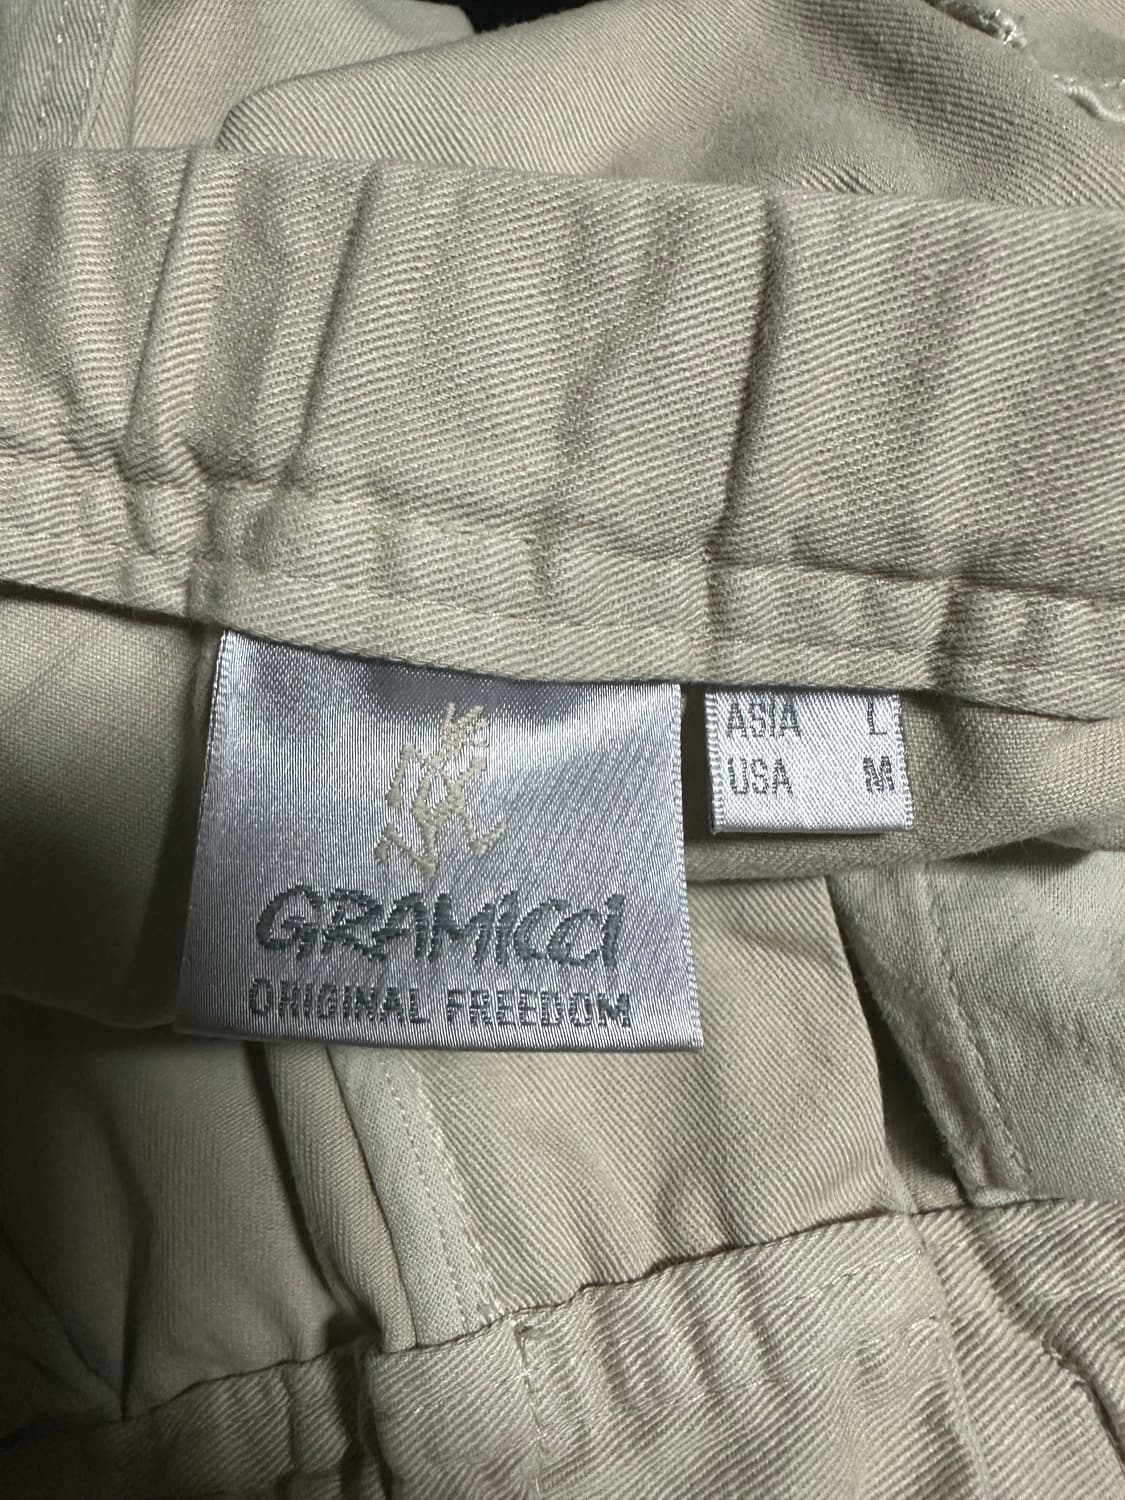 GRAMICCI
ORIGINAL FREEDOM
ASIA L
USA M